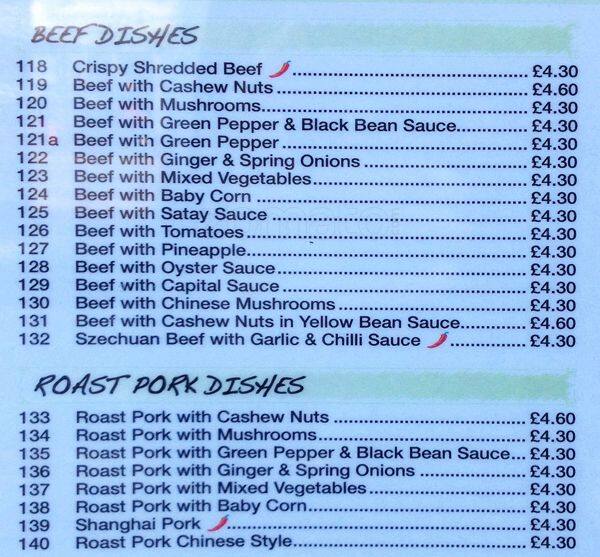 BEEF DISHES
118 Crispy Shredded Beef .......... £4.30
119 Beef with Cashew Nuts .......... £4.60
120 Beef with Mushrooms .......... £4.30
121 Beef with Green Pepper & Black Bean Sauce .......... £4.30
121a Beef with Green Pepper .......... £4.30
122 Beef with Ginger & Spring Onions .......... £4.30
123 Beef with Mixed Vegetables .......... £4.30
124 Beef with Baby Corn .......... £4.30
125 Beef with Satay Sauce .......... £4.30
126 Beef with Tomatoes .......... £4.30
127 Beef with Pineapple .......... £4.30
128 Beef with Oyster Sauce .......... £4.30
129 Beef with Capital Sauce .......... £4.30
130 Beef with Chinese Mushrooms .......... £4.30
131 Beef with Cashew Nuts in Yellow Bean Sauce .......... £4.60
132 Szechuan Beef with Garlic & Chilli Sauce .......... £4.30
ROAST PORK DISHES
133 Roast Pork with Cashew Nuts .......... £4.60
134 Roast Pork with Mushrooms .......... £4.30
135 Roast Pork with Green Pepper & Black Bean Sauce ... £4.30
136 Roast Pork with Ginger & Spring Onions .......... £4.30
137 Roast Pork with Mixed Vegetables .......... £4.30
138 Roast Pork with Baby Corn .......... £4.30
139 Shanghai Pork .......... £4.30
140 Roast Pork Chinese Style .......... £4.30